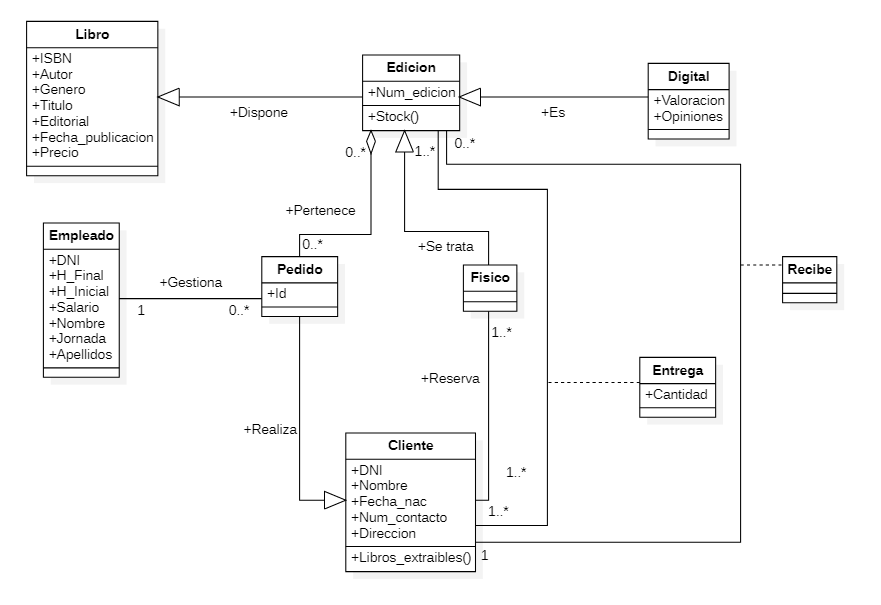 Libro
+ISBN
+Autor
+Genero
+Titulo
+Editorial
+Fecha_publicacion
+Precio
+Dispone
Edicion
+Num_edicion
+Stock()
+Es
Digital
+Valoracion
+Opiniones
0..*
1..*
0..*
+Pertenece
0..*
+Se trata
Empleado
+DNI
+H_Final
+H_Inicial
+Salario
+Nombre
+Jornada
+Apellidos
+Gestiona
1
0..*
Pedido
+Id
Fisico
1..*
Recibe
+Reserva
Entrega
+Cantidad
+Realiza
Cliente
+DNI
+Nombre
+Fecha_nac
+Num_contacto
+Direccion
+Libros_extraibles()
1..*
1..*
1